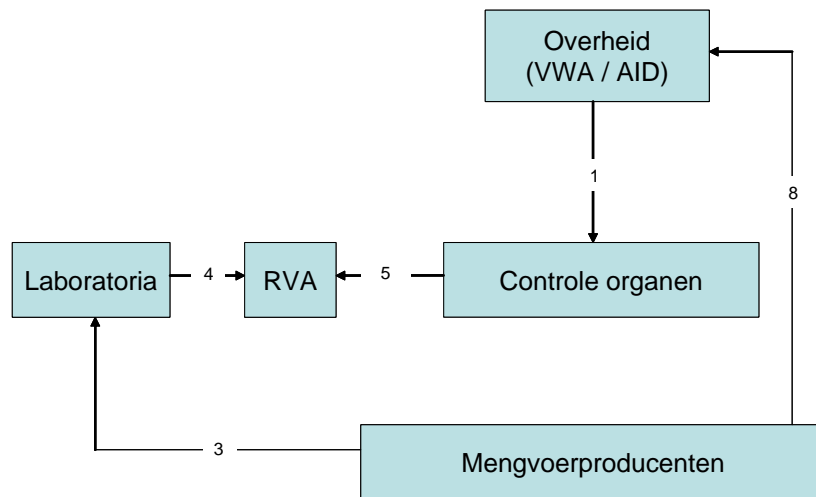 Overheid
(VWA / AID)
1
8
Laboratoria
4
RVA
5
Controle organen
3
Mengvoerproducenten